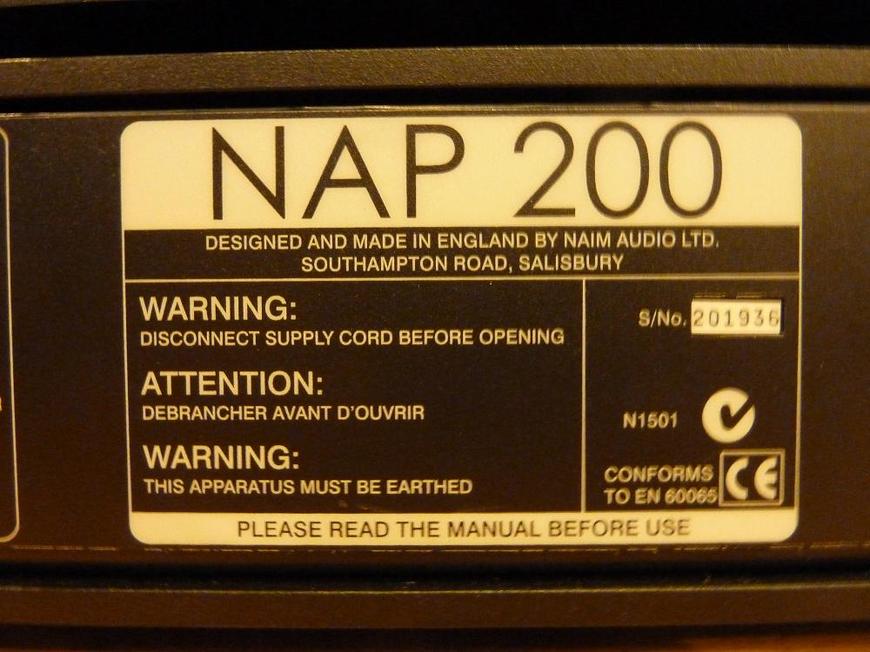 NAP 200
DESIGNED AND MADE IN ENGLAND BY NAIM AUDIO LTD.
SOUTHAMPTON ROAD, SALISBURY
WARNING:
DISCONNECT SUPPLY CORD BEFORE OPENING
ATTENTION:
DEBRANCHER AVANT D'OUVRIR
WARNING:
THIS APPARATUS MUST BE EARTHED
S/No. 201936
N1501
CONFORMS
TO EN 60065
CE
PLEASE READ THE MANUAL BEFORE USE